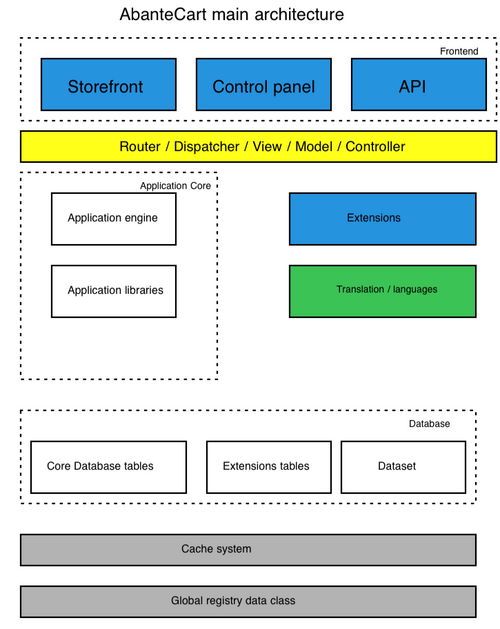 AbanteCart main architecture
Frontend
Storefront
Control panel
API
Router / Dispatcher / View / Model / Controller
Application Core
Application engine
Extensions
Application libraries
Translation / languages
Database
Core Database tables
Extensions tables
Dataset
Cache system
Global registry data class